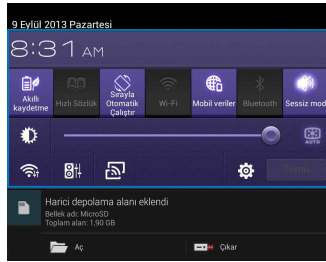 9 Eylül 2013 Pazartesi
8:31 AM
Akıllı kaydetme
Hızlı Sözlük
Sırayla Otomatik Çalıştır
Wi-Fi
Mobil veriler
Bluetooth
Sessiz mod
AUTO
Tümü
Harici depolama alanı eklendi
Bellek adı: MicroSD
Toplam alan: 1,90 GB
Aç
Çıkar